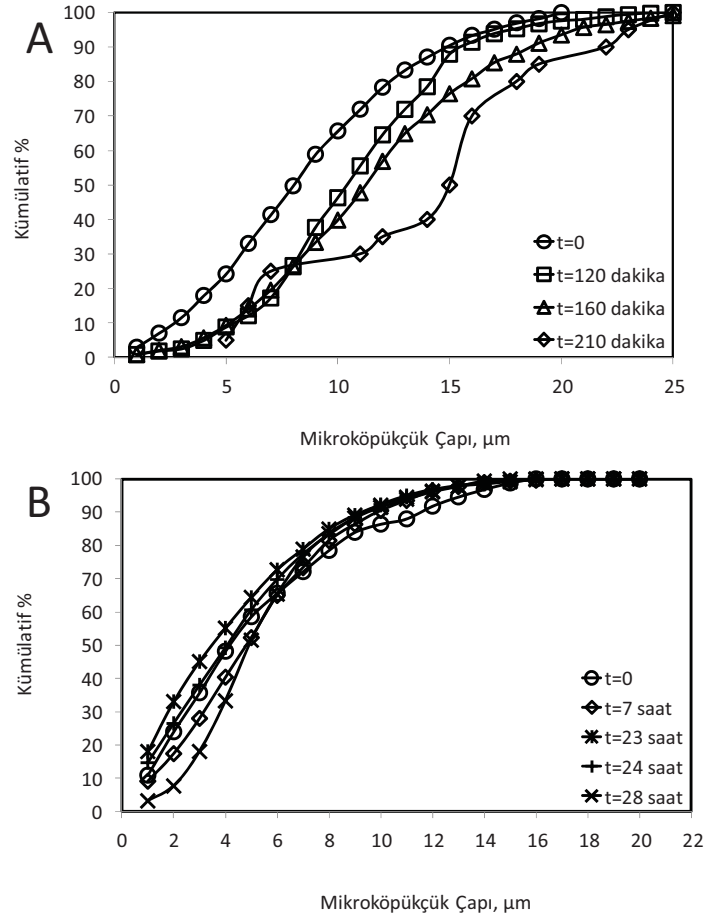 A
100
90
80
70
60
50
40
30
20
10
0
Kümülatif %
t=0
t=120 dakika
t=160 dakika
t=210 dakika
0 5 10 15 20 25
Mikroköpükçük Çapı, µm
B
100
90
80
70
60
50
40
30
20
10
0
Kümülatif %
t=0
t=7 saat
t=23 saat
t=24 saat
t=28 saat
0 2 4 6 8 10 12 14 16 18 20 22
Mikroköpükçük Çapı, µm